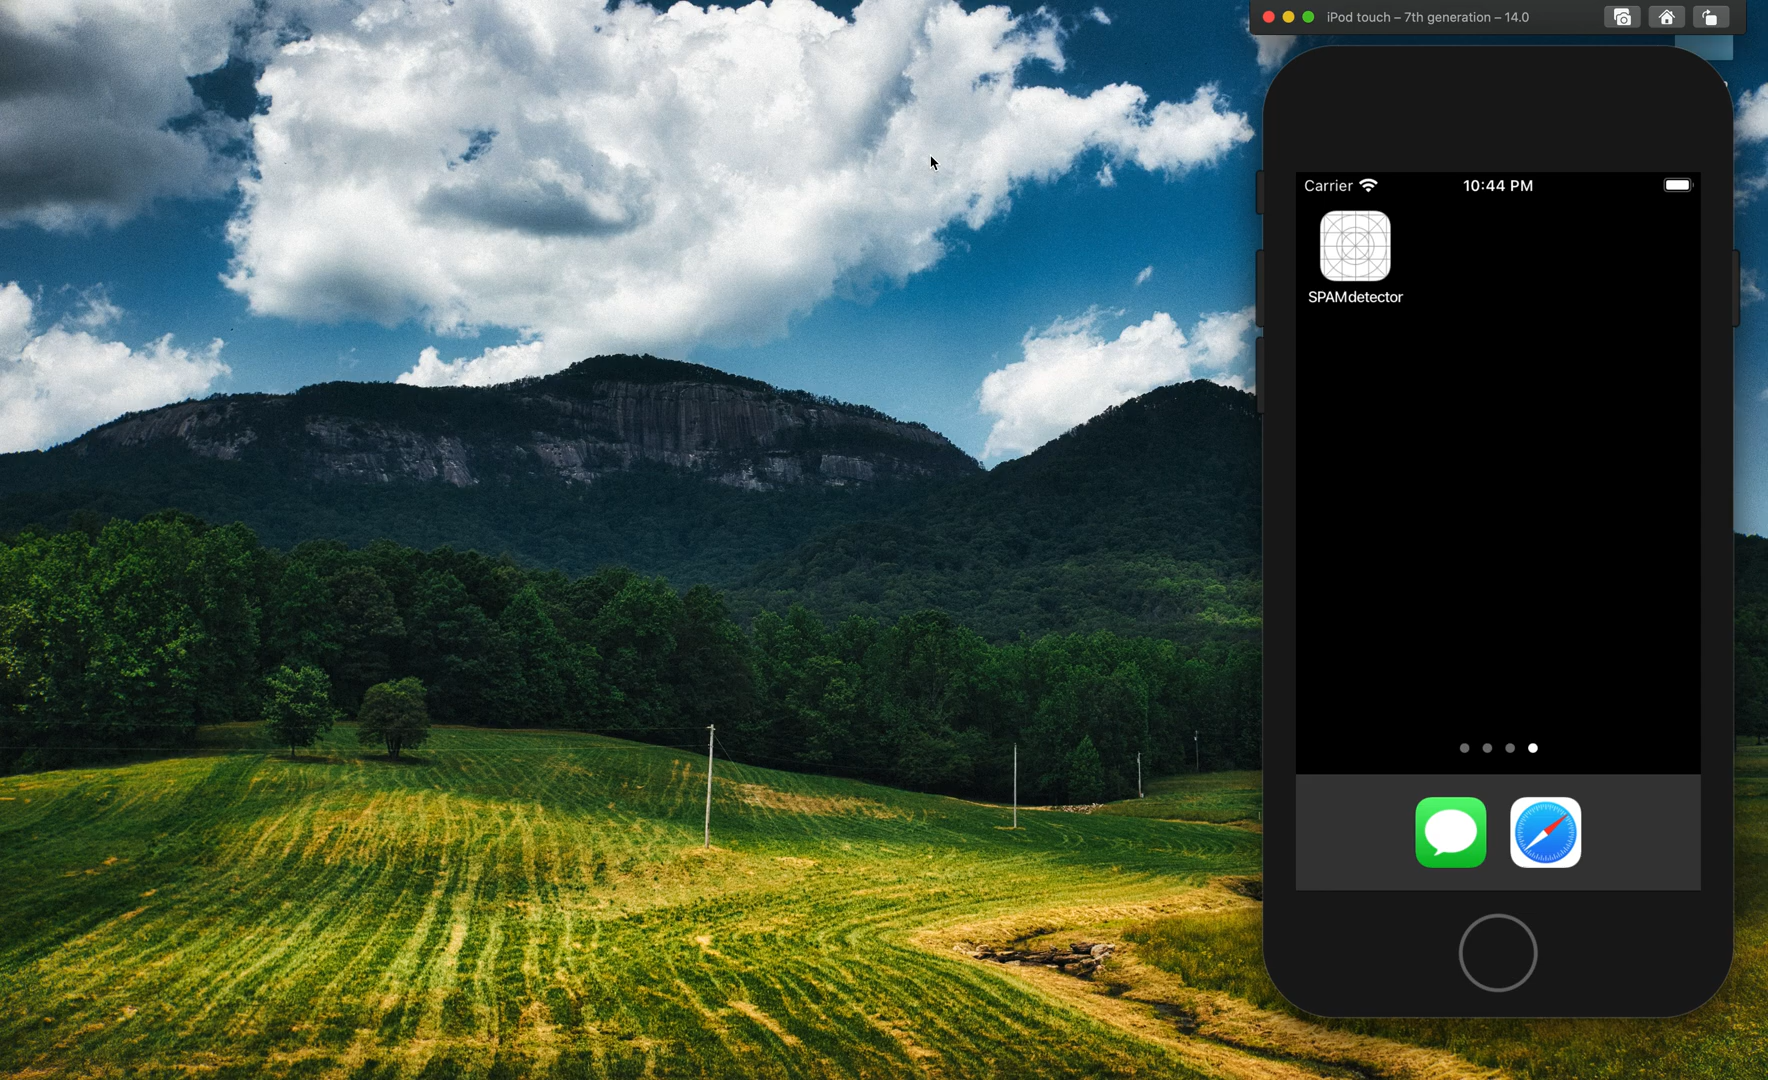 iPod touch – 7th generation – 14.0
Carrier 10:44 PM
SPAMdetector